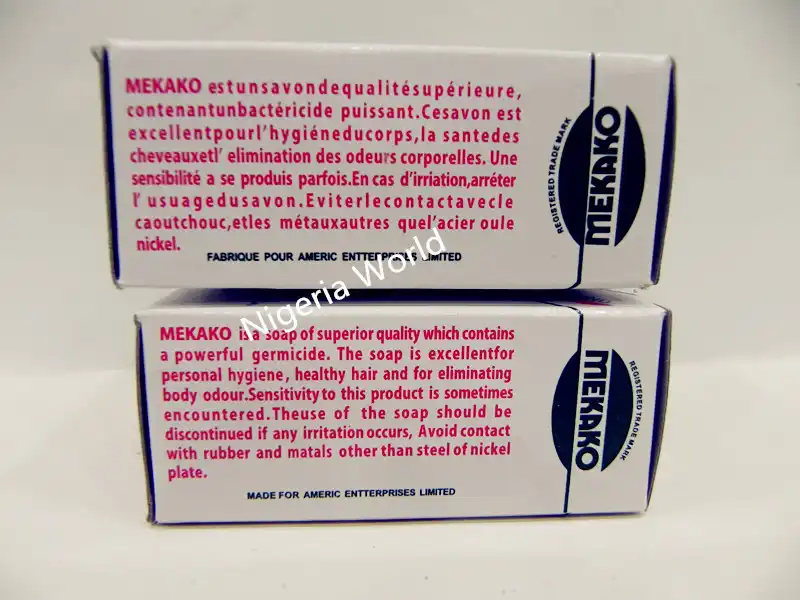 MEKAKO estunsavondequalitésupérieure,
contenantunbactéricide puissant.Cesavon est
excellentpourl'hygiéneducorps,la santedes
cheveauxetl' elimination des odeurs corporelles. Une
sensibilité a se produis parfois.En cas d'irriation,arréter
l' usuagedusavon.Eviterlecontactavecle
caoutchouc,etles métauxautres quel'acier oule
nickel.
FABRIQUE POUR AMERIC ENTTERPRISES LIMITED
REGISTERED TRADE MARK
MEKAKO
Nigeria World
MEKAKO is a soap of superior quality which contains
a powerful germicide. The soap is excellentfor
personal hygiene, healthy hair and for eliminating
body odour.Sensitivity to this product is sometimes
encountered.Theuse of the soap should be
discontinued if any irritation occurs, Avoid contact
with rubber and matals other than steel of nickel
plate.
MADE FOR AMERIC ENTTERPRISES LIMITED
MEKAKO
REGISTERED TRADE MARK